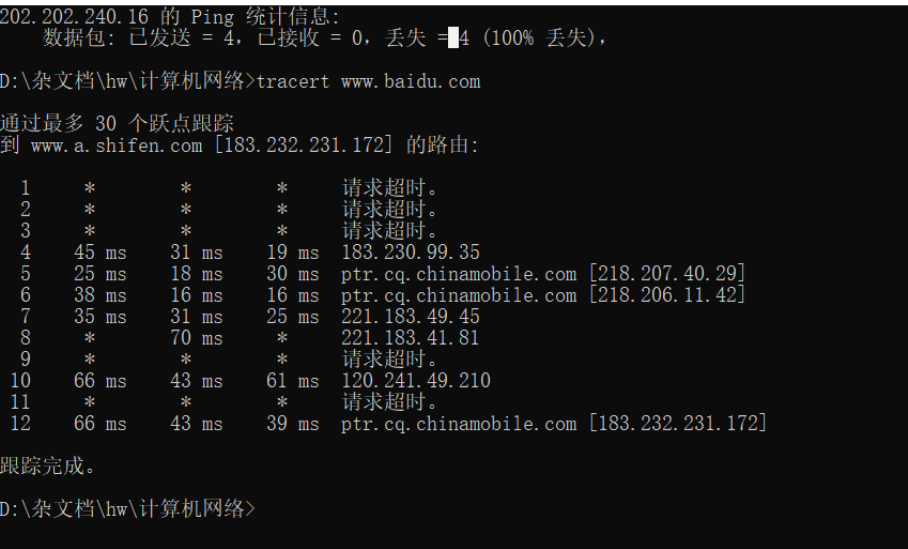 202.202.240.16 的 Ping 统计信息:
    数据包: 已发送 = 4，已接收 = 0，丢失 = 4 (100% 丢失)，
D:\杂文档\hw\计算机网络>tracert www.baidu.com
通过最多 30 个跃点跟踪
到 www.a.shifen.com [183.232.231.172] 的路由:
  1     *        *        *     请求超时。
  2     *        *        *     请求超时。
  3     *        *        *     请求超时。
  4    45 ms    31 ms    19 ms  183.230.99.35
  5    25 ms    18 ms    30 ms  ptr.cq.chinamobile.com [218.207.40.29]
  6    38 ms    16 ms    16 ms  ptr.cq.chinamobile.com [218.206.11.42]
  7    35 ms    31 ms    25 ms  221.183.49.45
  8     *       70 ms     *     221.183.41.81
  9     *        *        *     请求超时。
 10    66 ms    43 ms    61 ms  120.241.49.210
 11     *        *        *     请求超时。
 12    66 ms    43 ms    39 ms  ptr.cq.chinamobile.com [183.232.231.172]
跟踪完成。
D:\杂文档\hw\计算机网络>